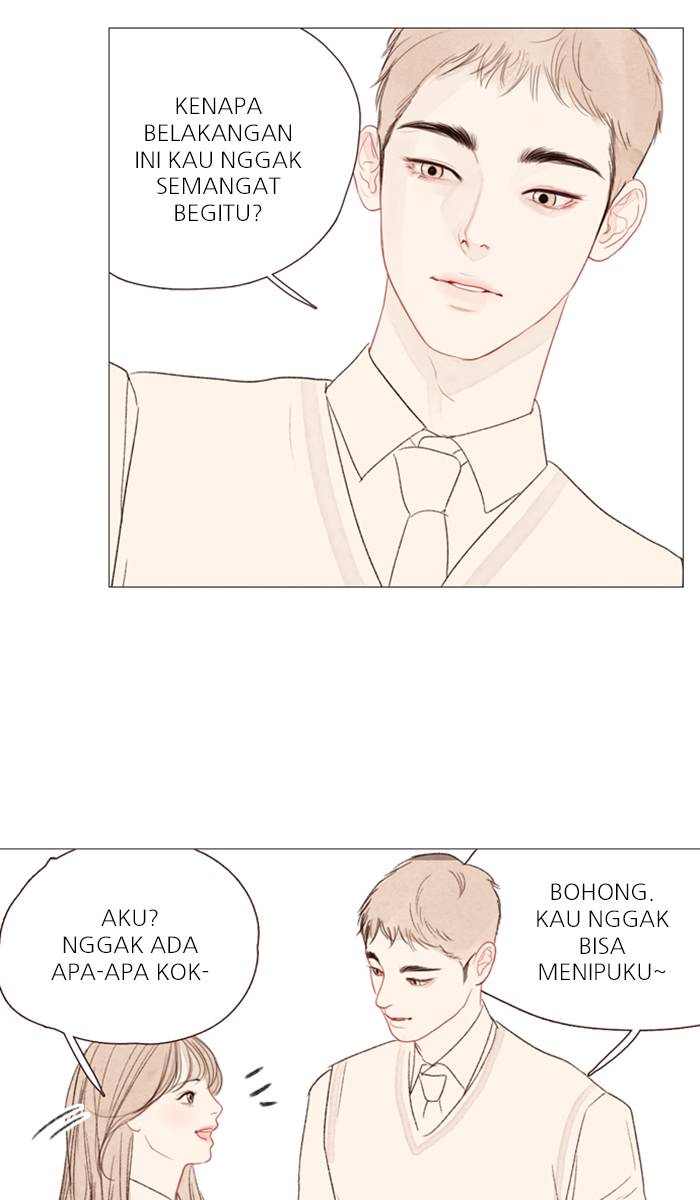 KENAPA
BELAKANGAN
INI KAU NGGAK
SEMANGAT
BEGITU?
AKU?
NGGAK ADA
APA-APA KOK-
BOHONG.
KAU NGGAK
BISA
MENIPUKU~